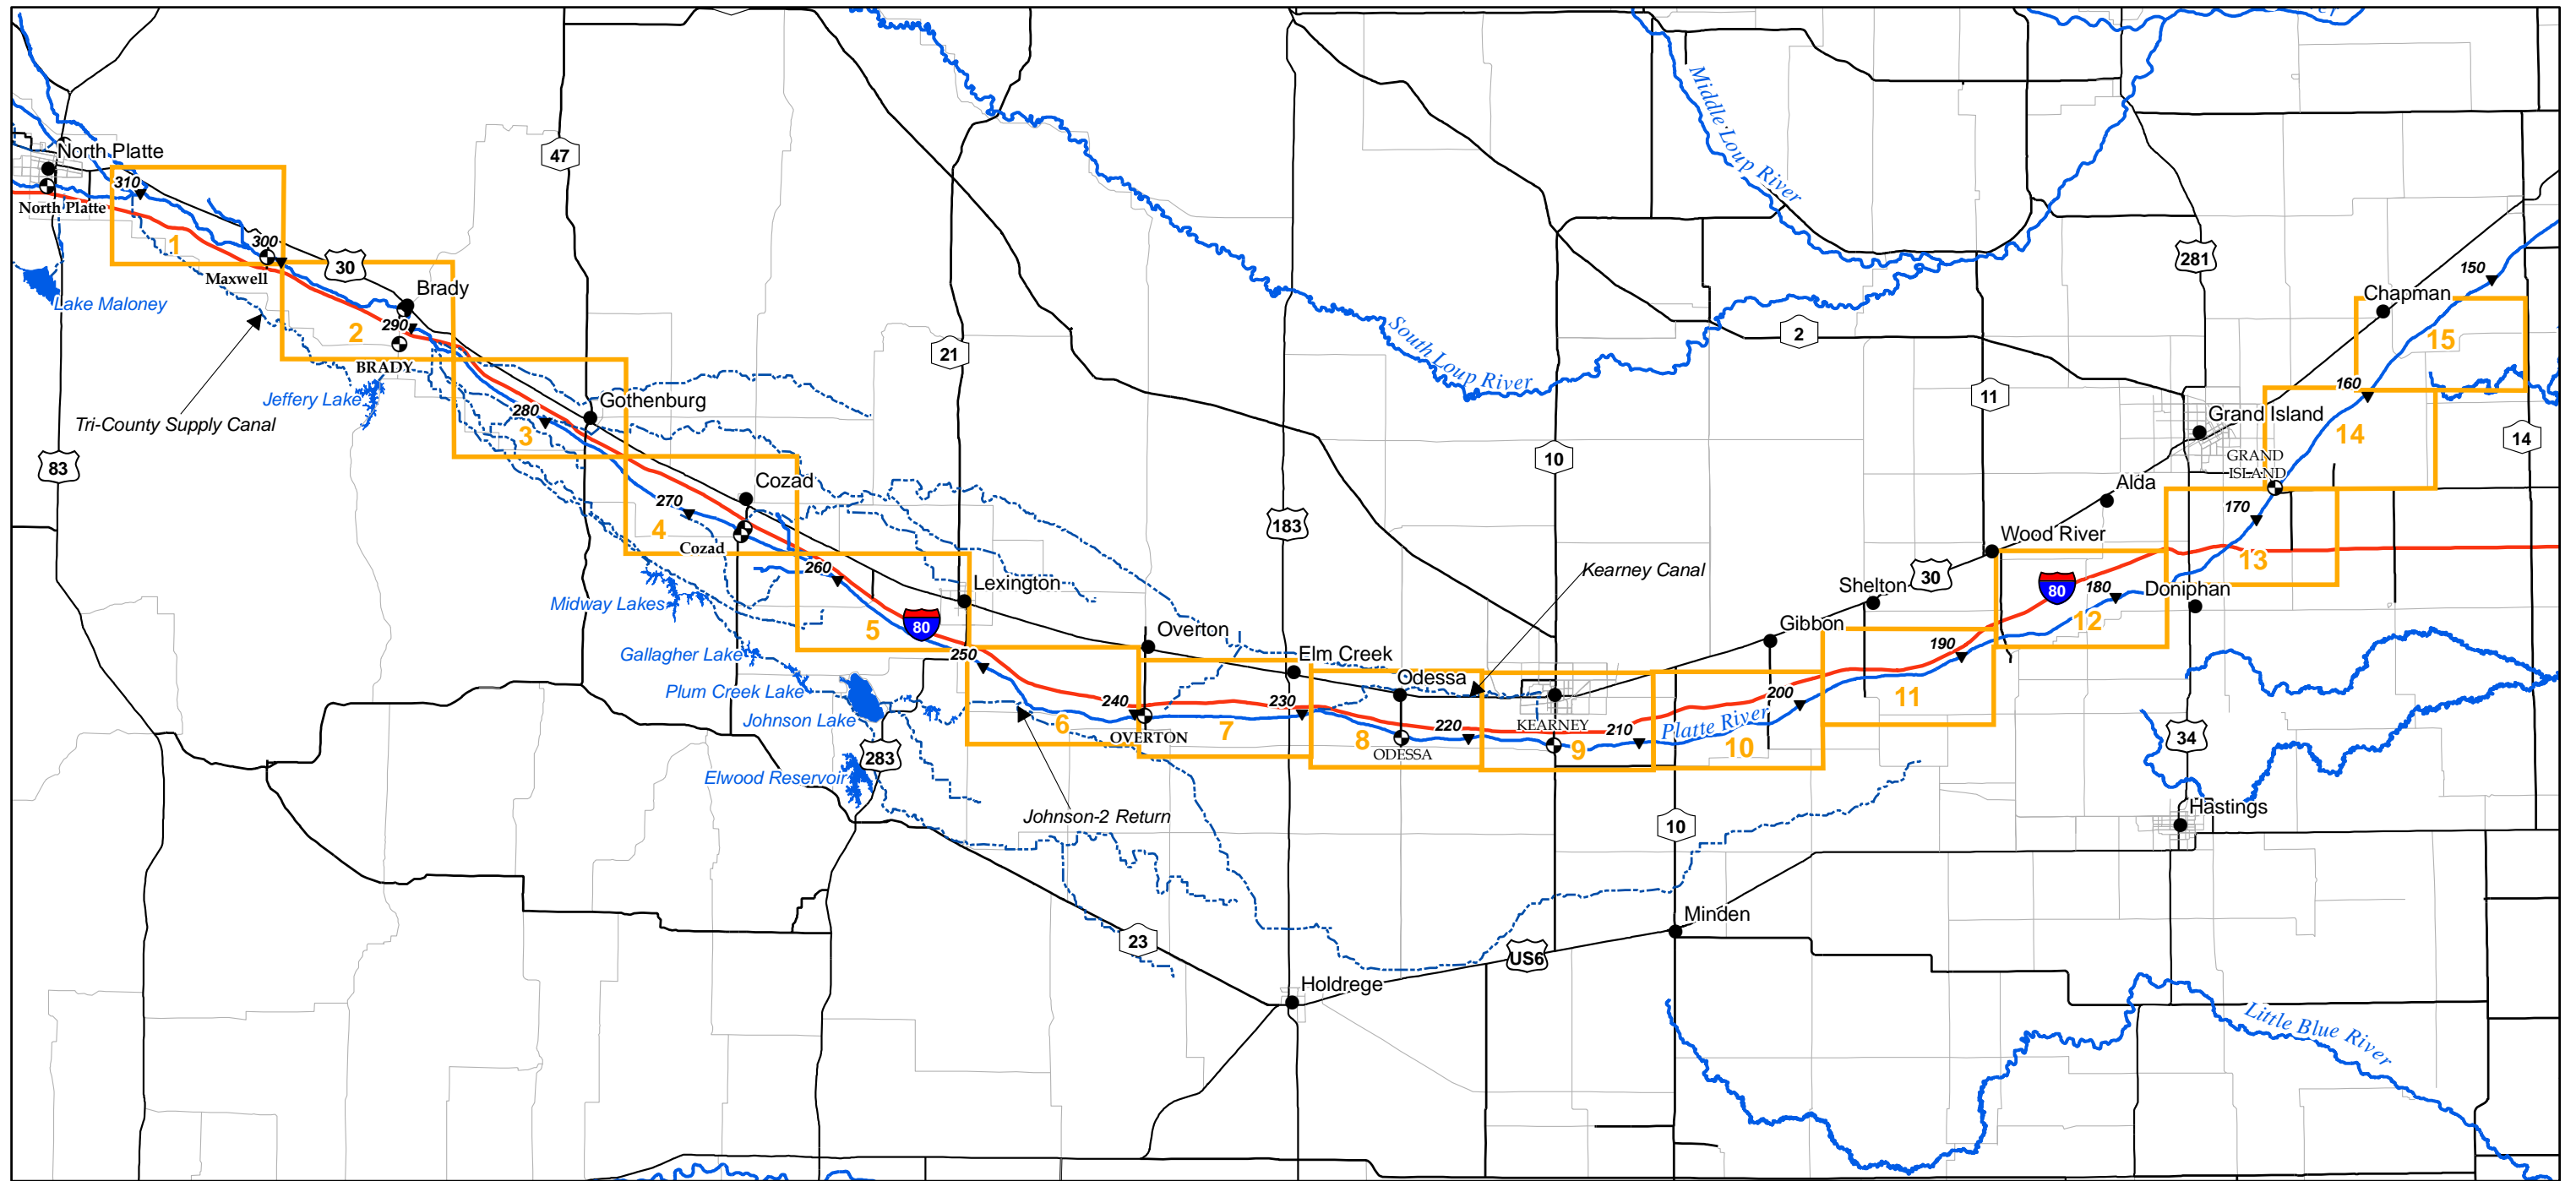 er
Middle Loup River
North Platte
47
310
North Platte
300
1
Maxwell
30
281
150
Lake Maloney
Brady
Chapman
290
2
2
15
South Loup River
21
BRADY
Jeffery Lake
160
11
280
Gothenburg
Grand Island
Tri-County Supply Canal
3
14
14
GRAND
ISLAND
83
10
Cozad
Alda
270
170
4
183
Cozad
Wood River
13
260
Kearney Canal
Lexington
30
80
180
Midway Lakes
Shelton
Doniphan
5
80
Gibbon
12
Overton
190
Gallagher Lake
250
Elm Creek
Odessa
Plum Creek Lake
240
230
200
11
Johnson Lake
6
7
220
KEARNEY
210
Platte River
OVERTON
8
ODESSA
9
10
34
283
Elwood Reservoir
Johnson-2 Return
10
Hastings
Minden
23
US6
Holdrege
Little Blue River